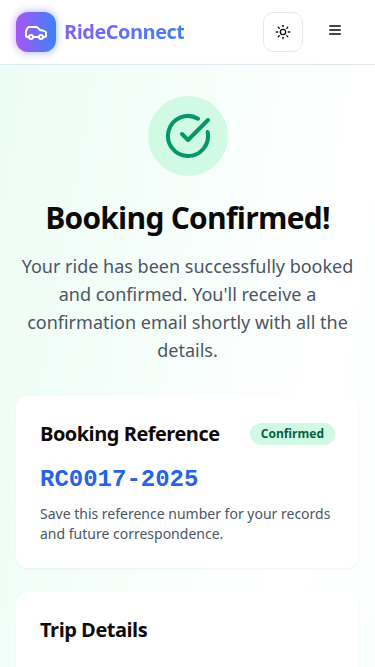 RideConnect
Booking Confirmed!
Your ride has been successfully booked
and confirmed. You'll receive a
confirmation email shortly with all the
details.
Booking Reference
Confirmed
RC0017-2025
Save this reference number for your records
and future correspondence.
Trip Details